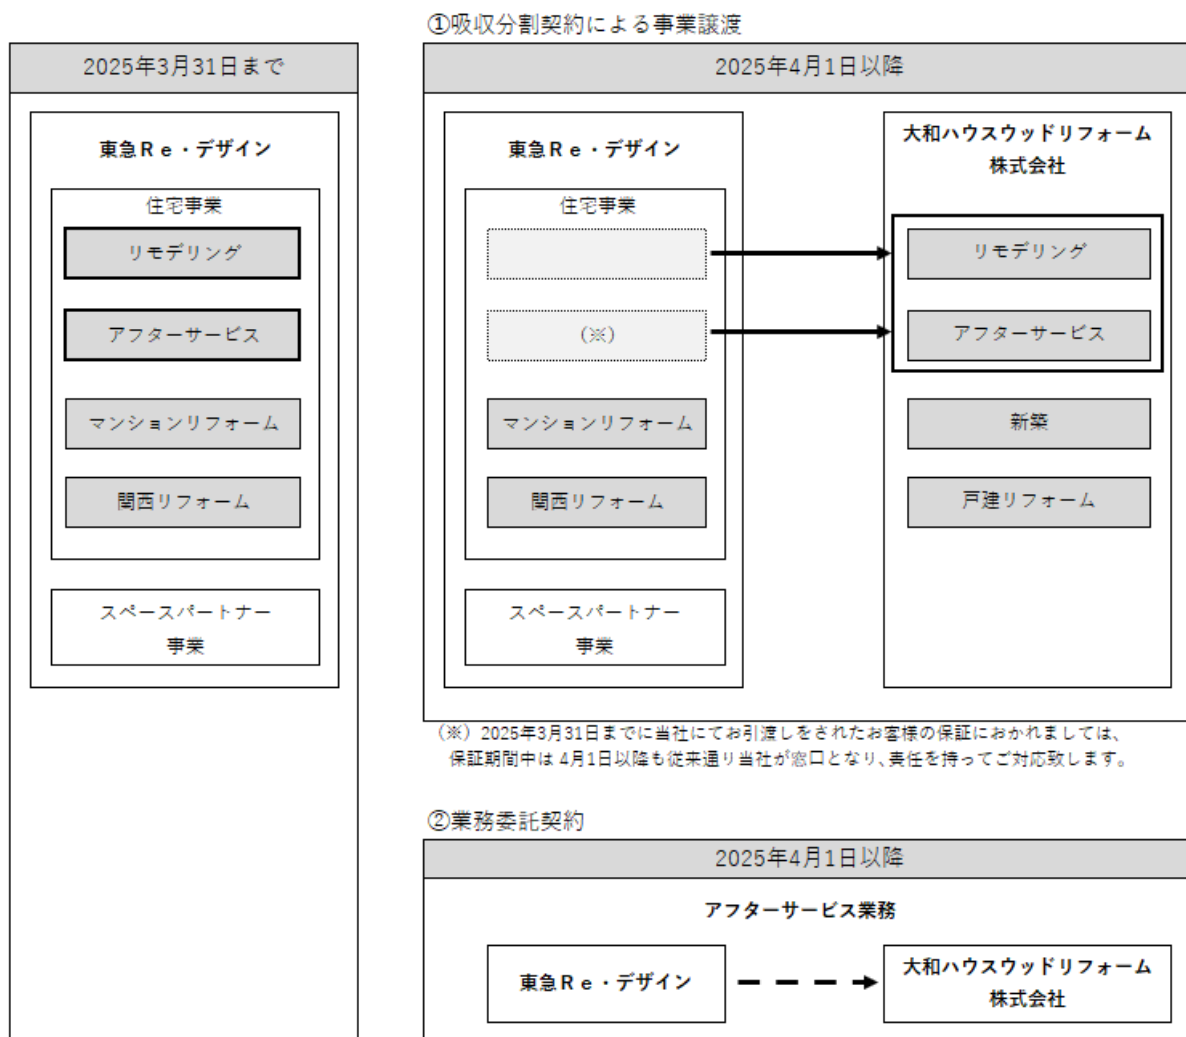 2025年3月31日まで
東急Re・デザイン
住宅事業
リモデリング
アフターサービス
マンションリフォーム
関西リフォーム
スペースパートナー
事業
①吸収分割契約による事業譲渡
2025年4月1日以降
東急Re・デザイン
住宅事業
(※)
マンションリフォーム
関西リフォーム
スペースパートナー
事業
大和ハウスウッドリフォーム
株式会社
リモデリング
アフターサービス
新築
戸建リフォーム
(※)2025年3月31日までに当社にてお引渡しをされたお客様の保証におかれましては、
保証期間中は4月1日以降も従来通り当社が窓口となり、責任を持ってご対応致します。
②業務委託契約
2025年4月1日以降
アフターサービス業務
東急Re・デザイン
大和ハウスウッドリフォーム
株式会社